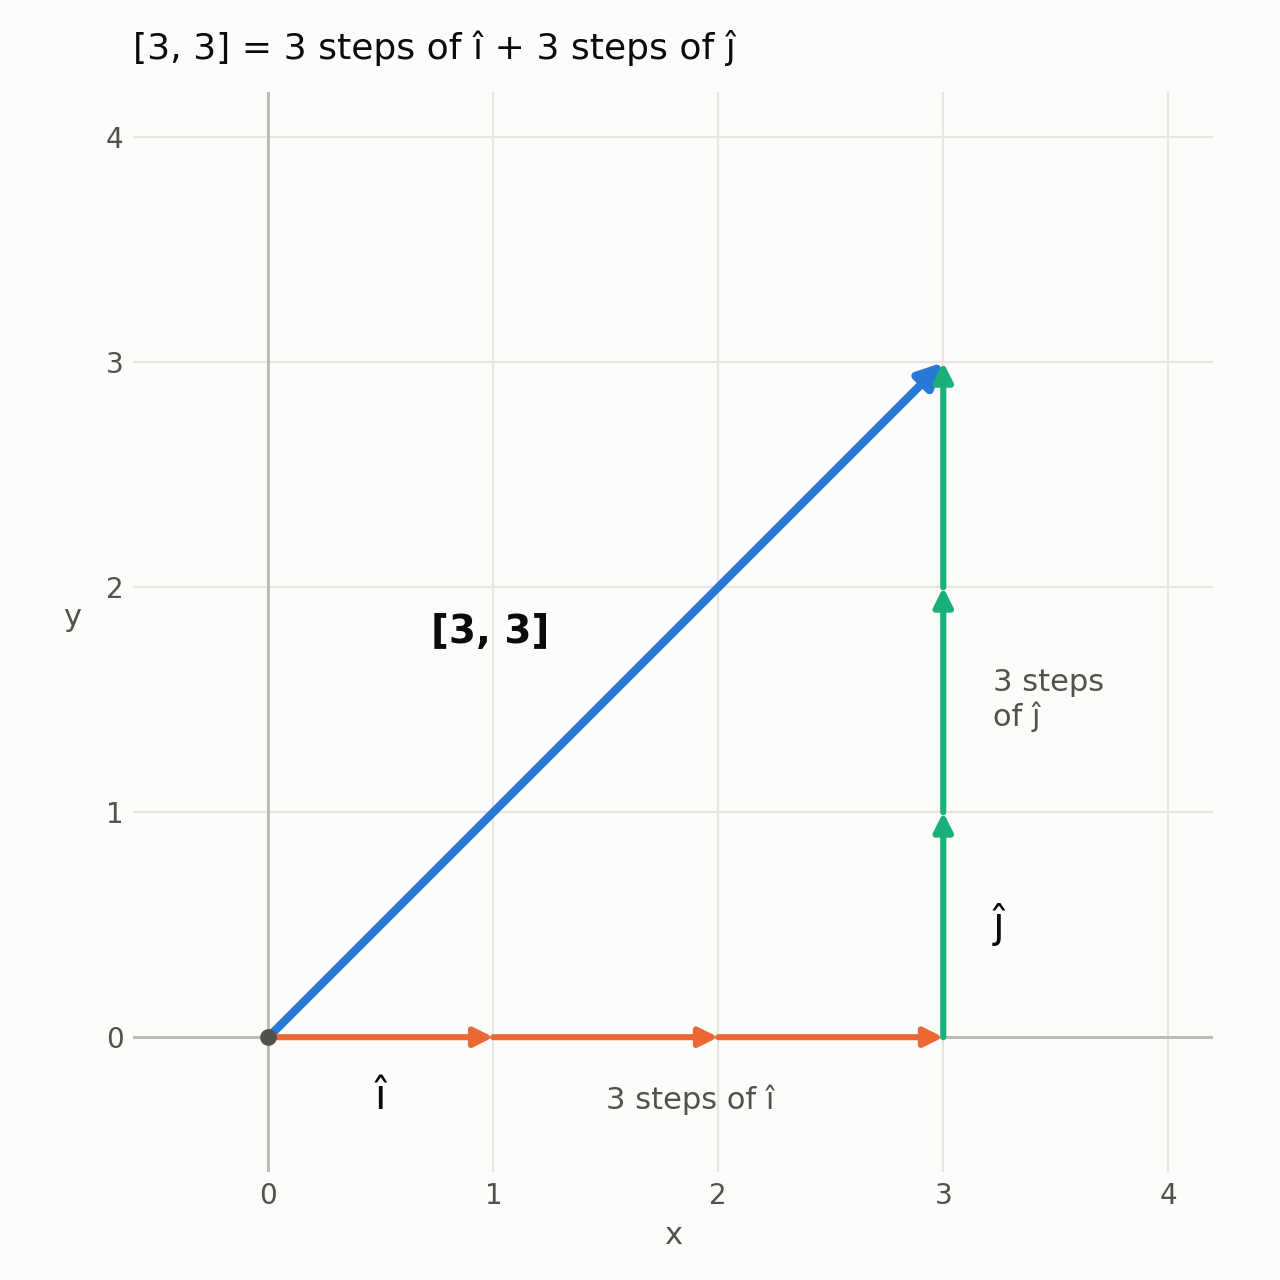 [3, 3] = 3 steps of î + 3 steps of ĵ
4
3
2
y
[3, 3]
3 steps
of ĵ
1
ĵ
0
î
3 steps of î
0 1 2 3 4
x